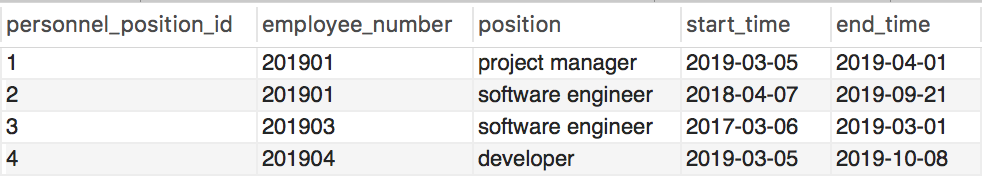 personnel_position_id employee_number position start_time end_time
1 201901 project manager 2019-03-05 2019-04-01
2 201901 software engineer 2018-04-07 2019-09-21
3 201903 software engineer 2017-03-06 2019-03-01
4 201904 developer 2019-03-05 2019-10-08